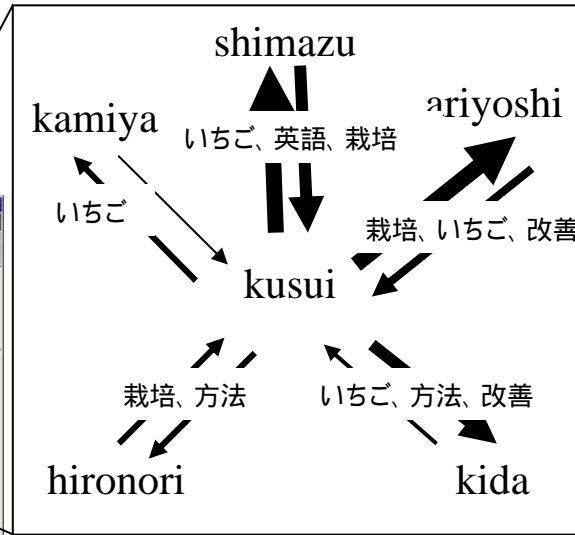 shimazu
kamiya
ariyoshi
いちご、英語、栽培
いちご
栽培、いちご、改善
kusui
栽培、方法
いちご、方法、改善
hironori
kida